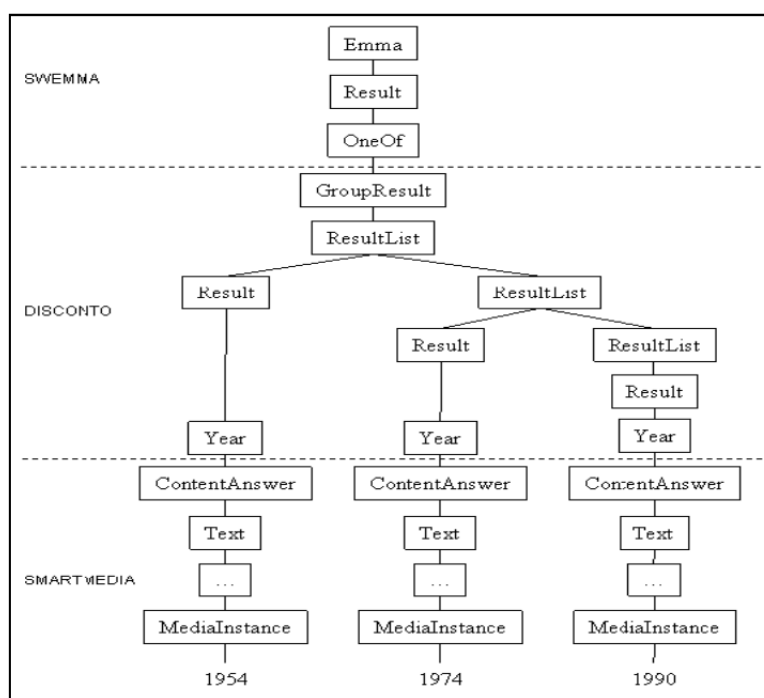 Emma
SWEMMA
Result
OneOf
GroupResult
ResultList
Result ResultList
DISCONTO
Result ResultList
Result
Year Year Year
ContentAnswer ContentAnswer ContentAnswer
Text Text Text
... ... ...
SMARTMEDIA
MediaInstance MediaInstance MediaInstance
1954 1974 1990